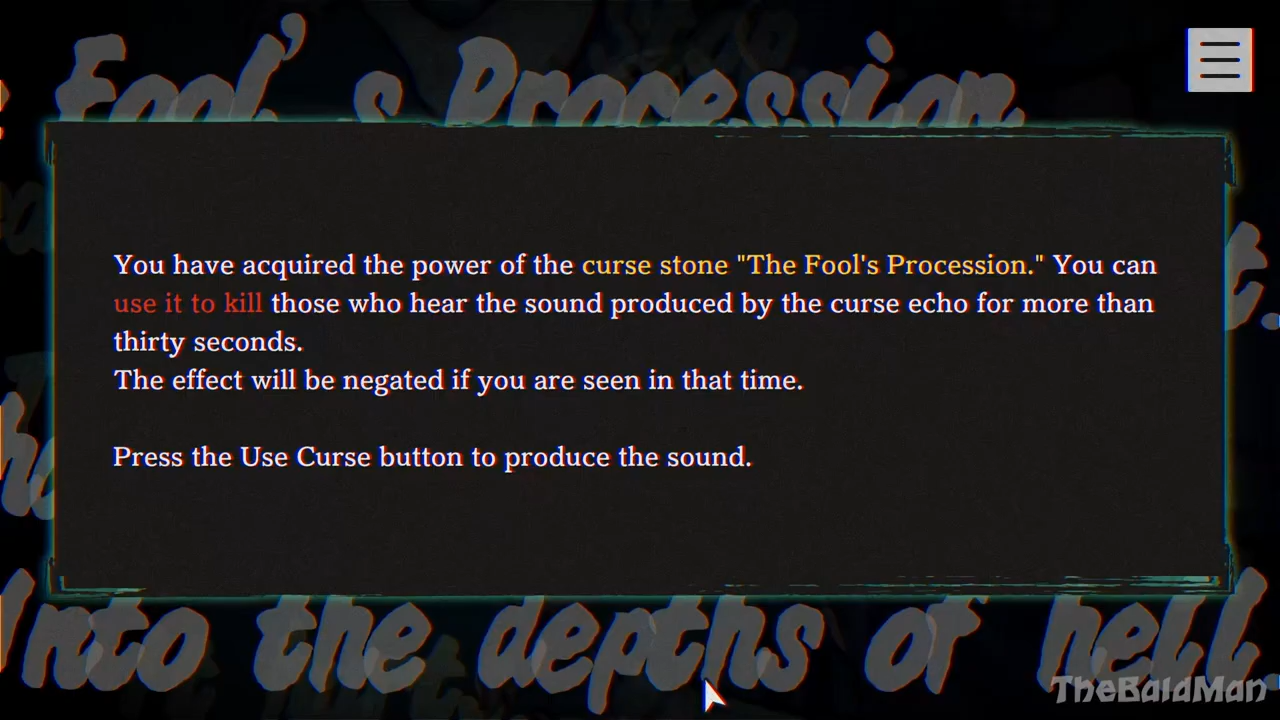 Fool's Procession
You have acquired the power of the curse stone "The Fool's Procession." You can
use it to kill those who hear the sound produced by the curse echo for more than
thirty seconds.
The effect will be negated if you are seen in that time.
Press the Use Curse button to produce the sound.
Into the depths of hell.
TheBaldMan